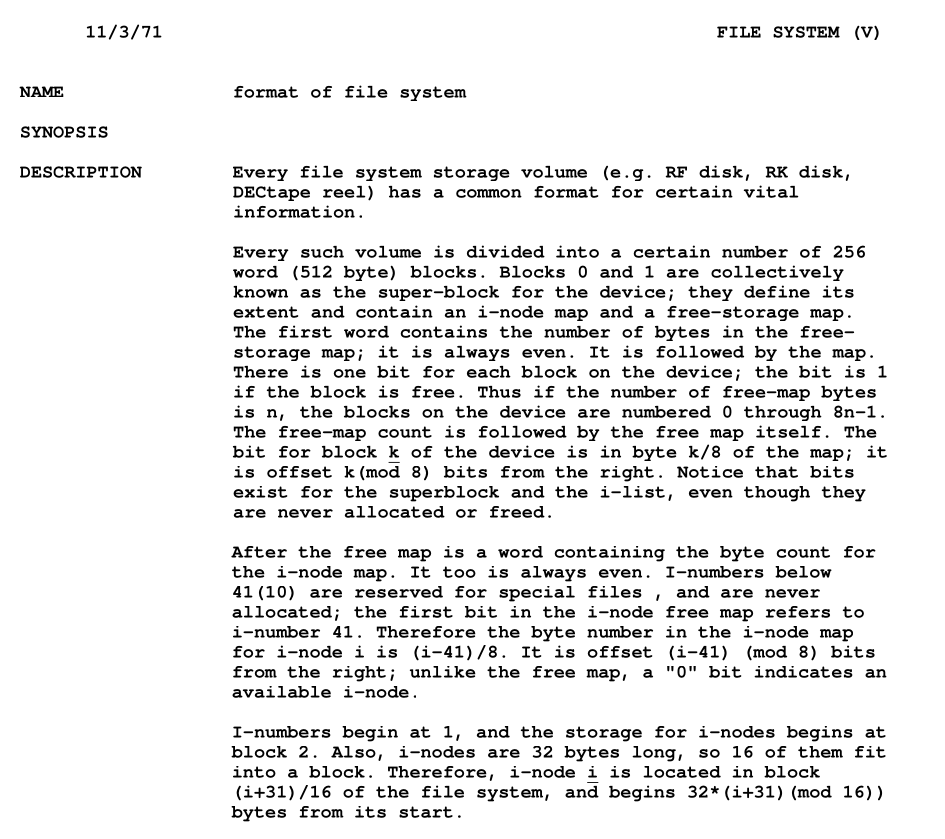 11/3/71 FILE SYSTEM (V)
NAME format of file system
SYNOPSIS
DESCRIPTION Every file system storage volume (e.g. RF disk, RK disk,
DECtape reel) has a common format for certain vital
information.
Every such volume is divided into a certain number of 256
word (512 byte) blocks. Blocks 0 and 1 are collectively
known as the super-block for the device; they define its
extent and contain an i-node map and a free-storage map.
The first word contains the number of bytes in the free-
storage map; it is always even. It is followed by the map.
There is one bit for each block on the device; the bit is 1
if the block is free. Thus if the number of free-map bytes
is n, the blocks on the device are numbered 0 through 8n-1.
The free-map count is followed by the free map itself. The
bit for block k of the device is in byte k/8 of the map; it
is offset k(mod 8) bits from the right. Notice that bits
exist for the superblock and the i-list, even though they
are never allocated or freed.
After the free map is a word containing the byte count for
the i-node map. It too is always even. I-numbers below
41(10) are reserved for special files , and are never
allocated; the first bit in the i-node free map refers to
i-number 41. Therefore the byte number in the i-node map
for i-node i is (i-41)/8. It is offset (i-41) (mod 8) bits
from the right; unlike the free map, a "0" bit indicates an
available i-node.
I-numbers begin at 1, and the storage for i-nodes begins at
block 2. Also, i-nodes are 32 bytes long, so 16 of them fit
into a block. Therefore, i-node i is located in block
(i+31)/16 of the file system, and begins 32*(i+31)(mod 16))
bytes from its start.